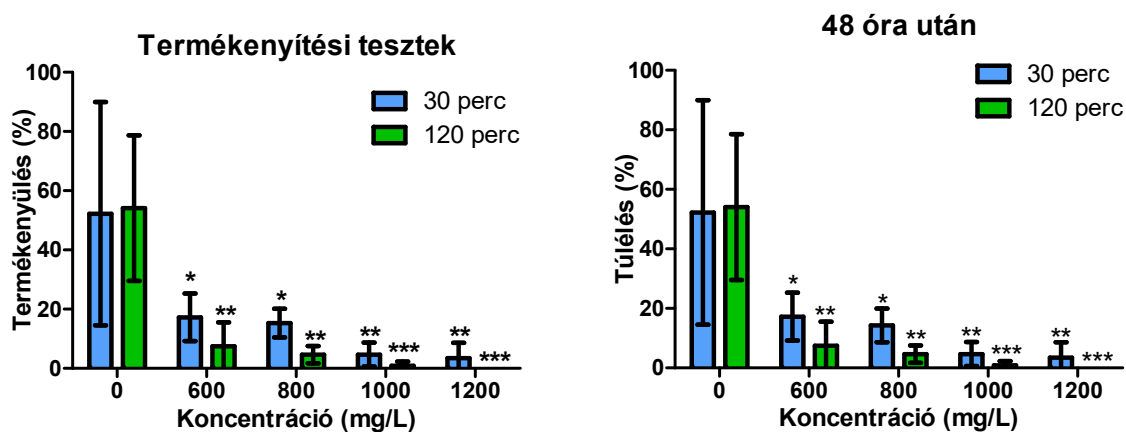 Termékenyítési tesztek
30 perc
120 perc
Termékenyülés (%)
100
80
60
40
20
0
* ** * ** ** *** ** ***
0 600 800 1000 1200
Koncentráció (mg/L)
48 óra után
30 perc
120 perc
Túlélés (%)
100
80
60
40
20
0
* ** * ** ** *** ** ***
0 600 800 1000 1200
Koncentráció (mg/L)